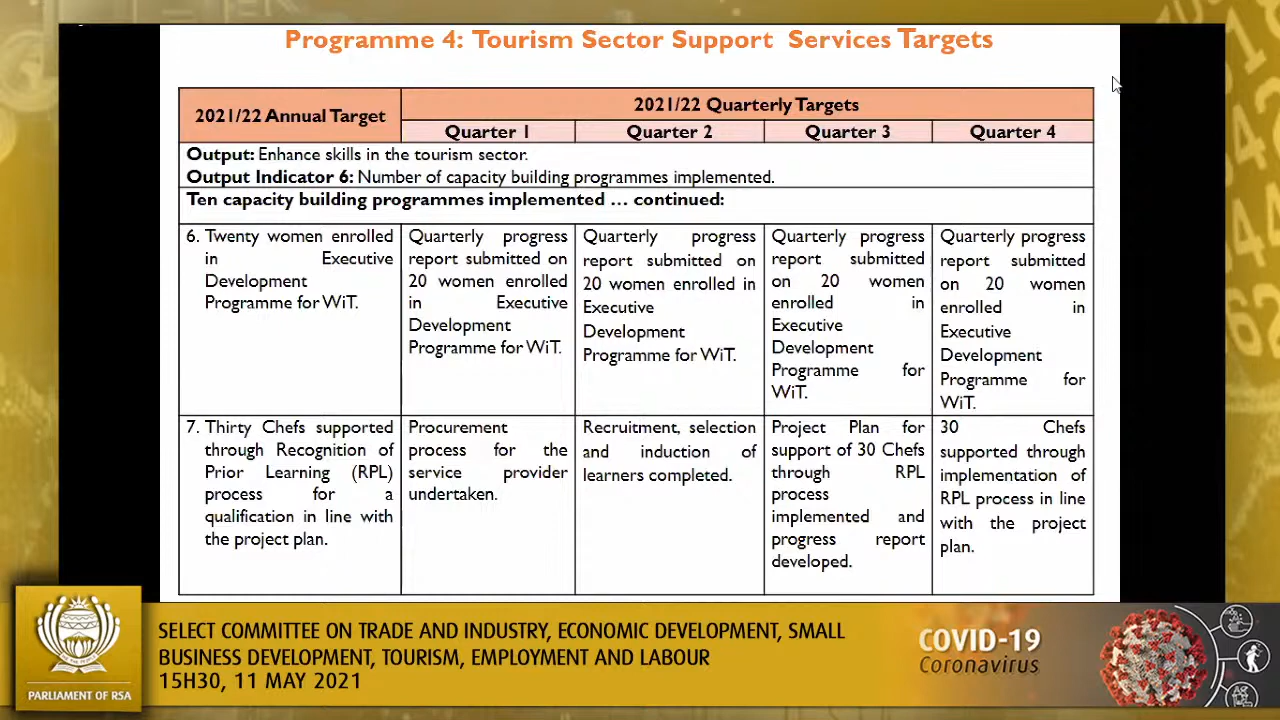 Programme 4: Tourism Sector Support Services Targets
2021/22 Annual Target
2021/22 Quarterly Targets
Quarter 1
Quarter 2
Quarter 3
Quarter 4
Output: Enhance skills in the tourism sector.
Output Indicator 6: Number of capacity building programmes implemented.
Ten capacity building programmes implemented … continued:
6. Twenty women enrolled
in Executive
Development
Programme for WiT.
Quarterly progress
report submitted on
20 women enrolled
in Executive
Development
Programme for WiT.
Quarterly progress
report submitted on
20 women enrolled in
Executive
Development
Programme for WiT.
Quarterly progress
report submitted
on 20 women
enrolled in
Executive
Development
Programme for
WiT.
Quarterly progress
report submitted
on 20 women
enrolled in
Executive
Development
Programme for
WiT.
7. Thirty Chefs supported
through Recognition of
Prior Learning (RPL)
process for a
qualification in line with
the project plan.
Procurement
process for the
service provider
undertaken.
Recruitment, selection
and induction of
learners completed.
Project Plan for
support of 30 Chefs
through RPL
process
implemented and
progress report
developed.
30 Chefs
supported through
implementation of
RPL process in line
with the project
plan.
PARLIAMENT OF RSA
SELECT COMMITTEE ON TRADE AND INDUSTRY, ECONOMIC DEVELOPMENT, SMALL
BUSINESS DEVELOPMENT, TOURISM, EMPLOYMENT AND LABOUR
15H30, 11 MAY 2021
COVID-19
Coronavirus